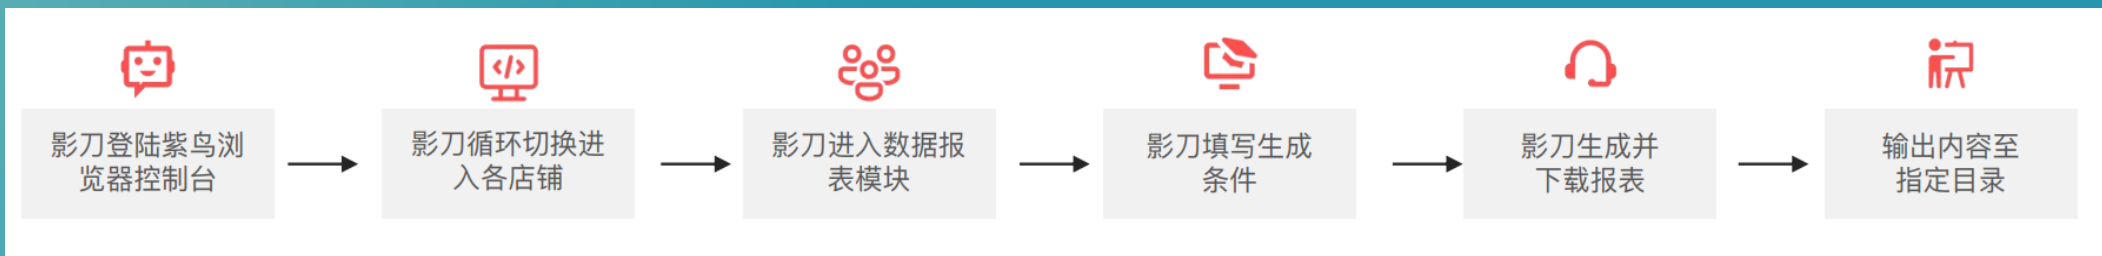 影刀登陆紫鸟浏
览器控制台
影刀循环切换进
入各店铺
影刀进入数据报
表模块
影刀填写生成
条件
影刀生成并
下载报表
输出内容至
指定目录